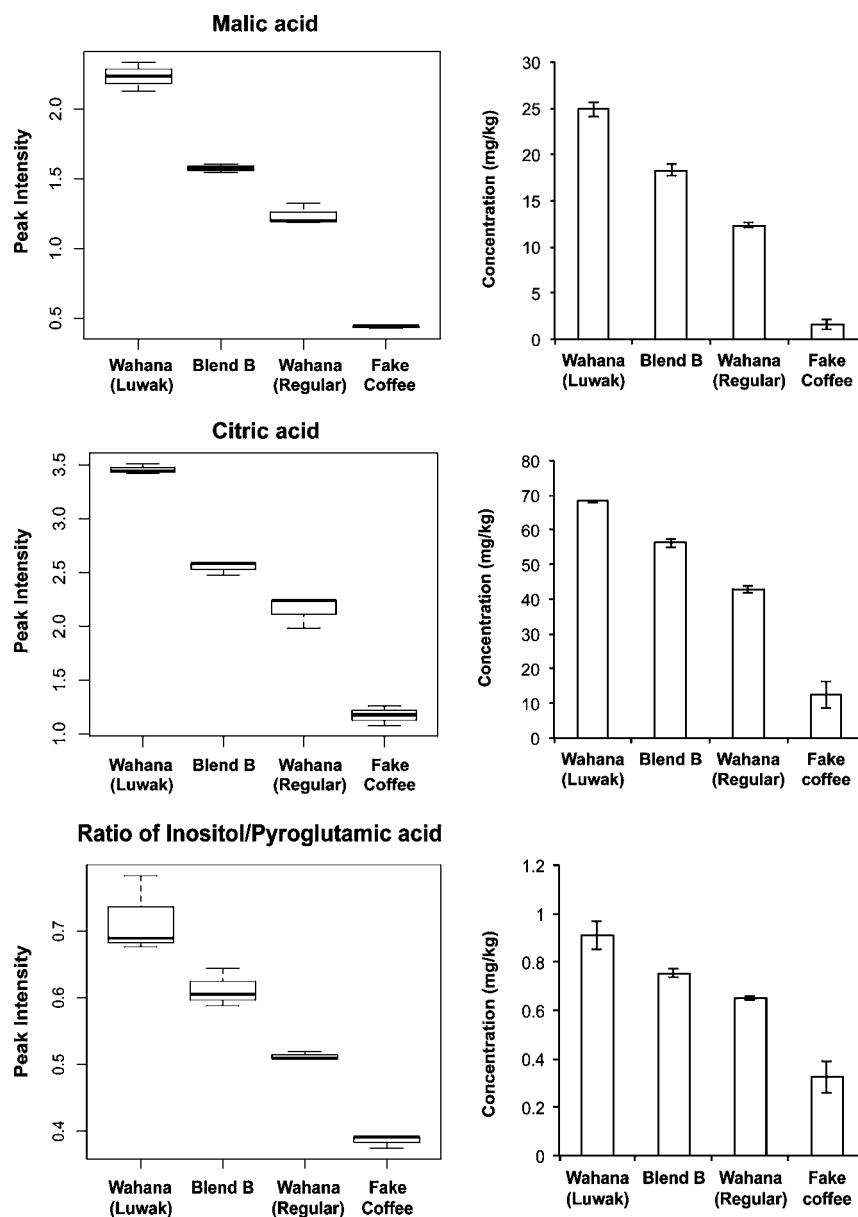 Malic acid
Peak Intensity
2.0
1.5
1.0
0.5
Wahana
(Luwak)
Blend B
Wahana
(Regular)
Fake
Coffee
Concentration (mg/kg)
30
25
20
15
10
5
0
Wahana
(Luwak)
Blend B
Wahana
(Regular)
Fake
Coffee
Citric acid
Peak Intensity
3.5
3.0
2.5
2.0
1.5
1.0
Wahana
(Luwak)
Blend B
Wahana
(Regular)
Fake
Coffee
Concentration (mg/kg)
80
70
60
50
40
30
20
10
0
Wahana
(Luwak)
Blend B
Wahana
(Regular)
Fake
coffee
Ratio of Inositol/Pyroglutamic acid
Peak Intensity
0.7
0.6
0.5
0.4
Wahana
(Luwak)
Blend B
Wahana
(Regular)
Fake
Coffee
Concentration (mg/kg)
1.2
1
0.8
0.6
0.4
0.2
0
Wahana
(Luwak)
Blend B
Wahana
(Regular)
Fake
Coffee